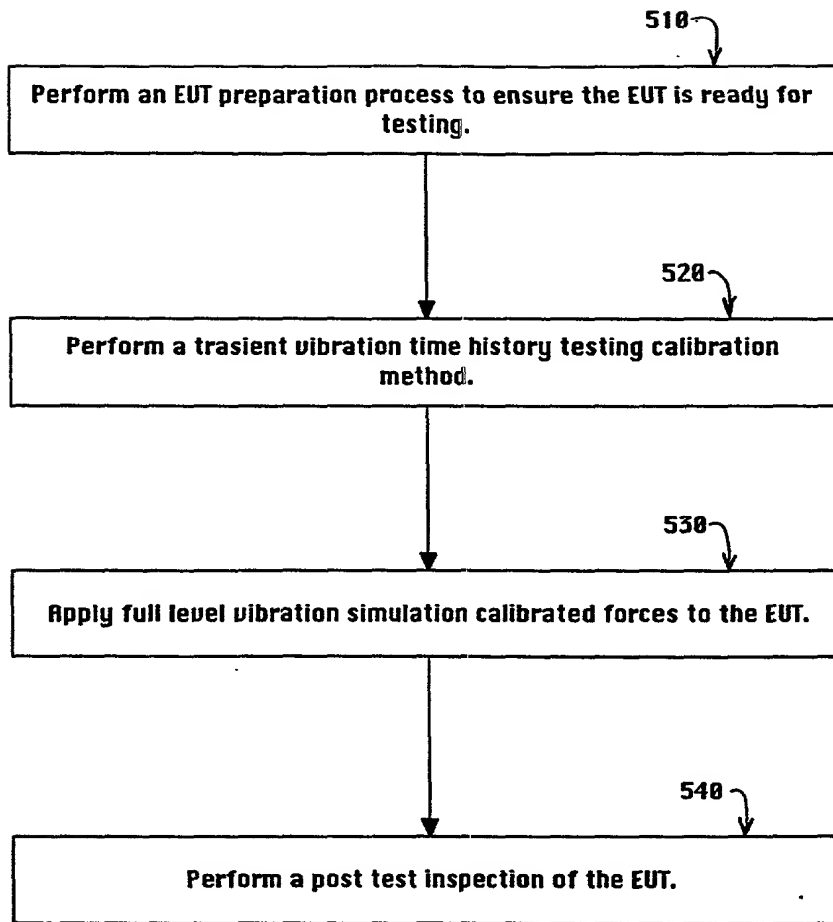 510
Perform an EUT preparation process to ensure the EUT is ready for
testing.
520
Perform a trasient vibration time history testing calibration
method.
530
Apply full level vibration simulation calibrated forces to the EUT.
540
Perform a post test inspection of the EUT.